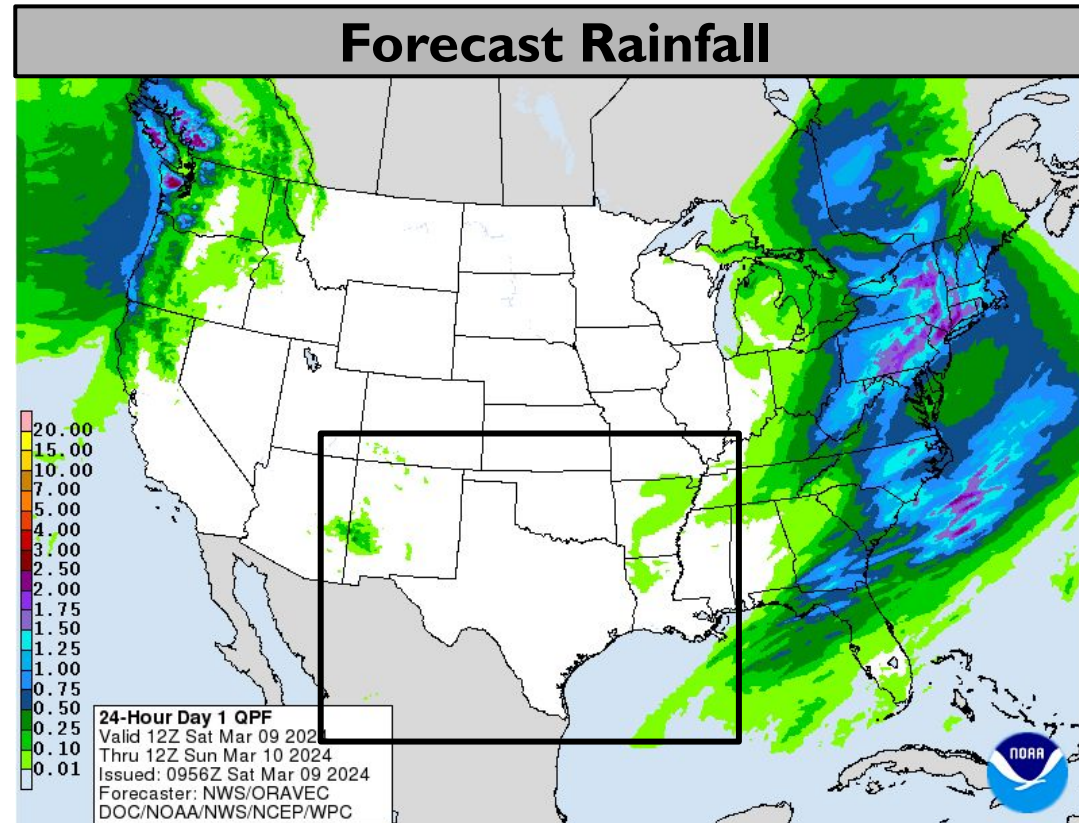 Forecast Rainfall
20.00
15.00
10.00
7.00
5.00
4.00
3.00
2.50
2.00
1.75
1.50
1.25
1.00
0.75
0.50
0.25
0.10
0.01
24-Hour Day 1 QPF
Valid 12Z Sat Mar 09 2024
Thru 12Z Sun Mar 10 2024
Issued: 0956Z Sat Mar 09 2024
Forecaster: NWS/ORAVEC
DOC/NOAA/NWS/NCEP/WPC
NOAA